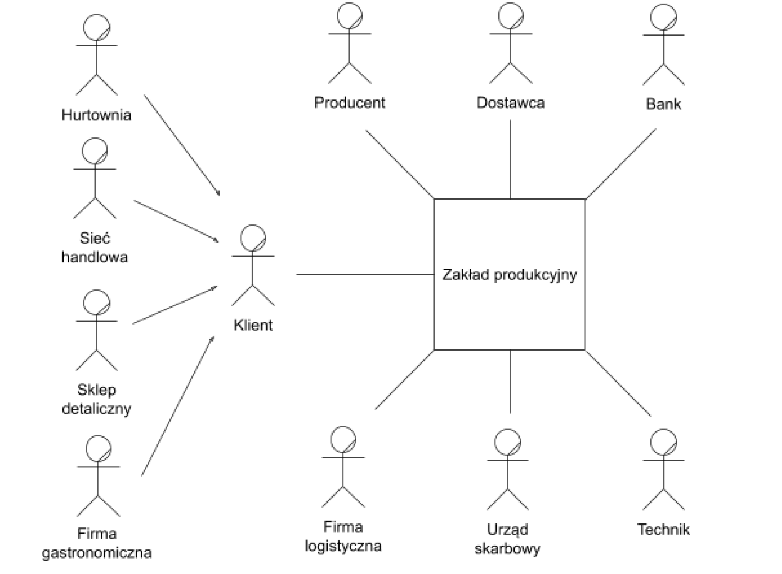 Hurtownia
Producent
Dostawca
Bank
Sieć
handlowa
Klient
Zakład produkcyjny
Sklep
detaliczny
Firma
gastronomiczna
Firma
logistyczna
Urząd
skarbowy
Technik